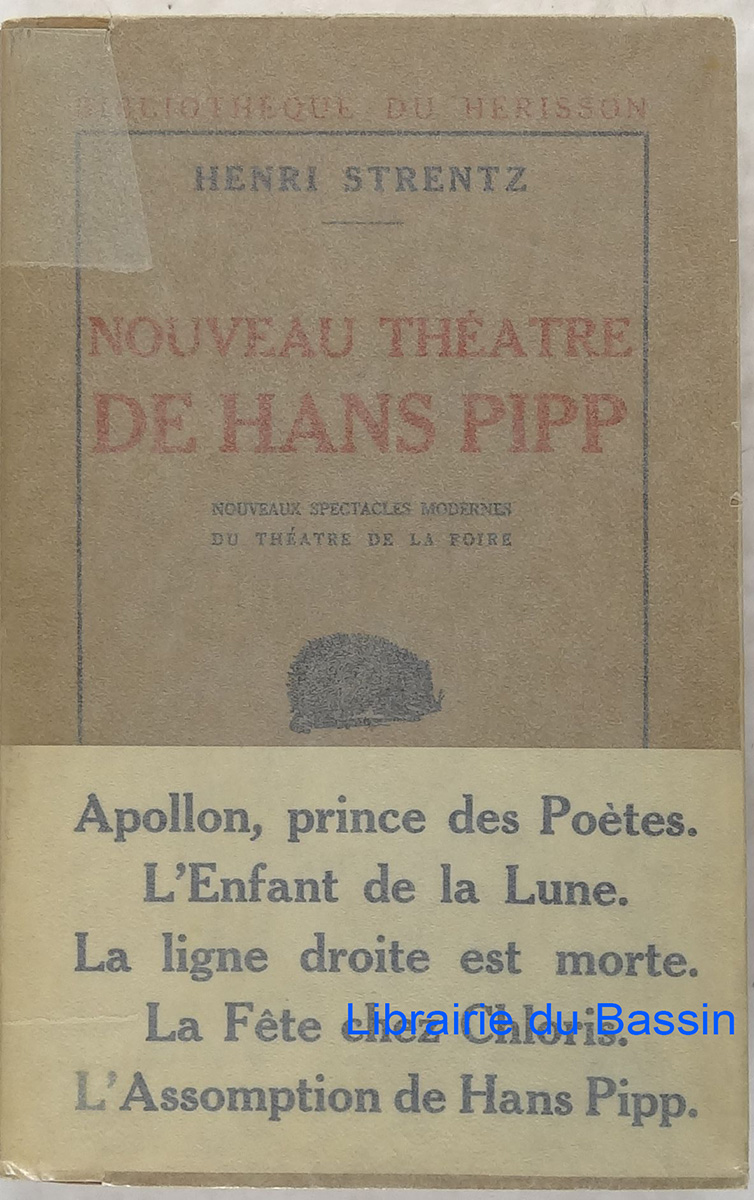 BIBLIOTHÈQUE DU HERISSON
HENRI STRENTZ
NOUVEAU THÉATRE
DE HANS PIPP
NOUVEAUX SPECTACLES MODERNES
DU THÉATRE DE LA FOIRE
Apollon, prince des Poètes.
L'Enfant de la Lune.
La ligne droite est morte.
La Fête chez Chloris.
Librairie du Bassin
L'Assomption de Hans Pipp.